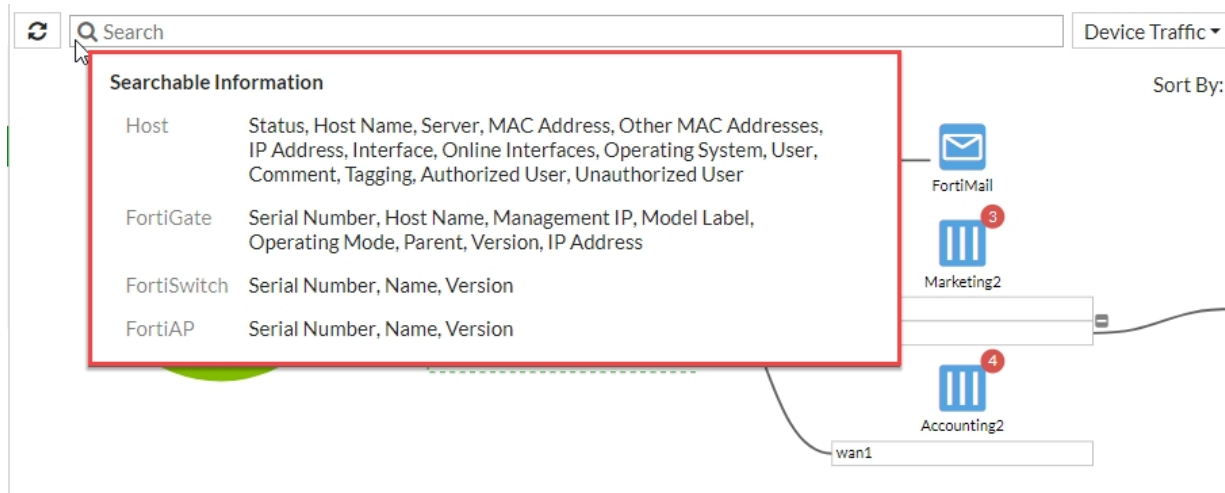 Search
Device Traffic
Sort By:
Searchable Information
Host Status, Host Name, Server, MAC Address, Other MAC Addresses,
IP Address, Interface, Online Interfaces, Operating System, User,
Comment, Tagging, Authorized User, Unauthorized User
FortiGate Serial Number, Host Name, Management IP, Model Label,
Operating Mode, Parent, Version, IP Address
FortiSwitch Serial Number, Name, Version
FortiAP Serial Number, Name, Version
FortiMail
3
Marketing2
4
Accounting2
wan1